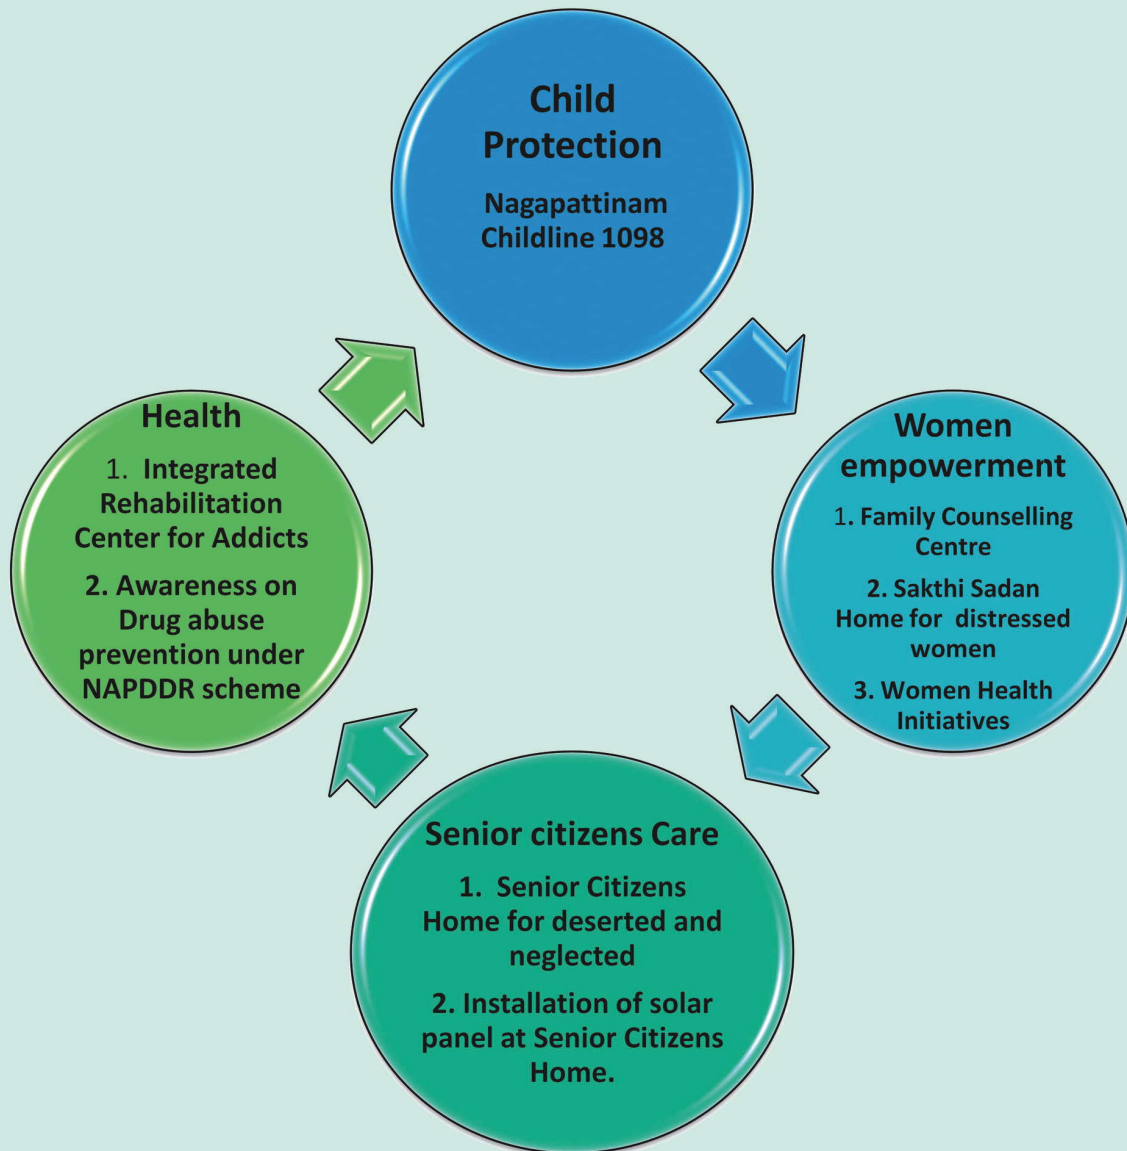 Child
Protection
Nagapattinam
Childline 1098
Women
empowerment
1. Family Counselling
Centre
2. Sakthi Sadan
Home for distressed
women
3. Women Health
Initiatives
Senior citizens Care
1. Senior Citizens
Home for deserted and
neglected
2. Installation of solar
panel at Senior Citizens
Home.
Health
1. Integrated
Rehabilitation
Center for Addicts
2. Awareness on
Drug abuse
prevention under
NAPDDR scheme